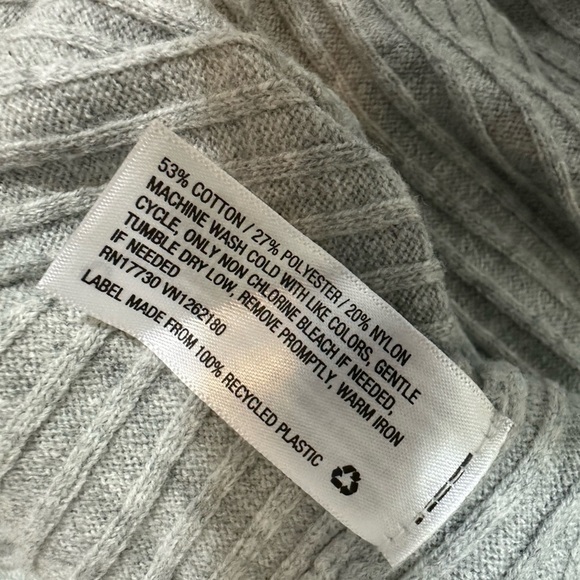 53% COTTON / 27% POLYESTER / 20% NYLON
MACHINE WASH COLD WITH LIKE COLORS, GENTLE
CYCLE, ONLY NON CHLORINE BLEACH IF NEEDED,
TUMBLE DRY LOW, REMOVE PROMPTLY, WARM IRON
IF NEEDED
RN17730 VN1262180
LABEL MADE FROM 100% RECYCLED PLASTIC